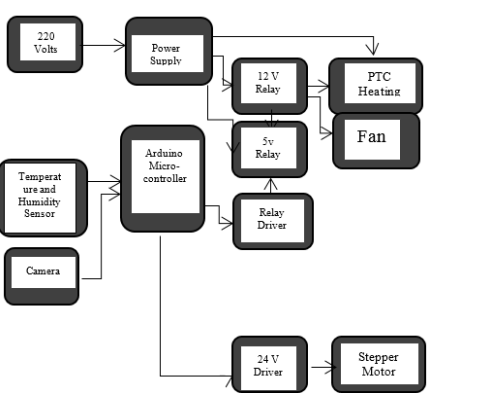 220
Volts
Power
Supply
12 V
Relay
PTC
Heating
5v
Relay
Fan
Arduino
Micro-
controller
Temperat
ure and
Humidity
Sensor
Relay
Driver
Camera
24 V
Driver
Stepper
Motor